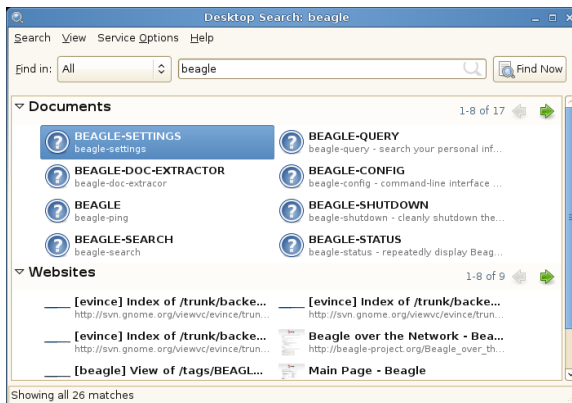 Desktop Search: beagle
Search View Service Options Help
Find in: All beagle Find Now
Documents 1-8 of 17
BEAGLE-SETTINGS
beagle-settings
BEAGLE-QUERY
beagle-query - search your personal inf...
BEAGLE-DOC-EXTRACTOR
beagle-doc-extracor
BEAGLE-CONFIG
beagle-config - command-line interface ...
BEAGLE
beagle-ping
BEAGLE-SHUTDOWN
beagle-shutdown - cleanly shutdown the...
BEAGLE-SEARCH
beagle-search
BEAGLE-STATUS
beagle-status - repeatedly display Beag...
Websites 1-8 of 9
[evince] Index of /trunk/backe...
http://svn.gnome.org/viewvc/evince/trun...
[evince] Index of /trunk/backe...
http://svn.gnome.org/viewvc/evince/trun...
[evince] Index of /trunk/backe...
http://svn.gnome.org/viewvc/evince/trun...
Beagle over the Network - Bea...
http://beagle-project.org/Beagle_over_th...
[beagle] View of /tags/BEAGL...
Main Page - Beagle
Showing all 26 matches